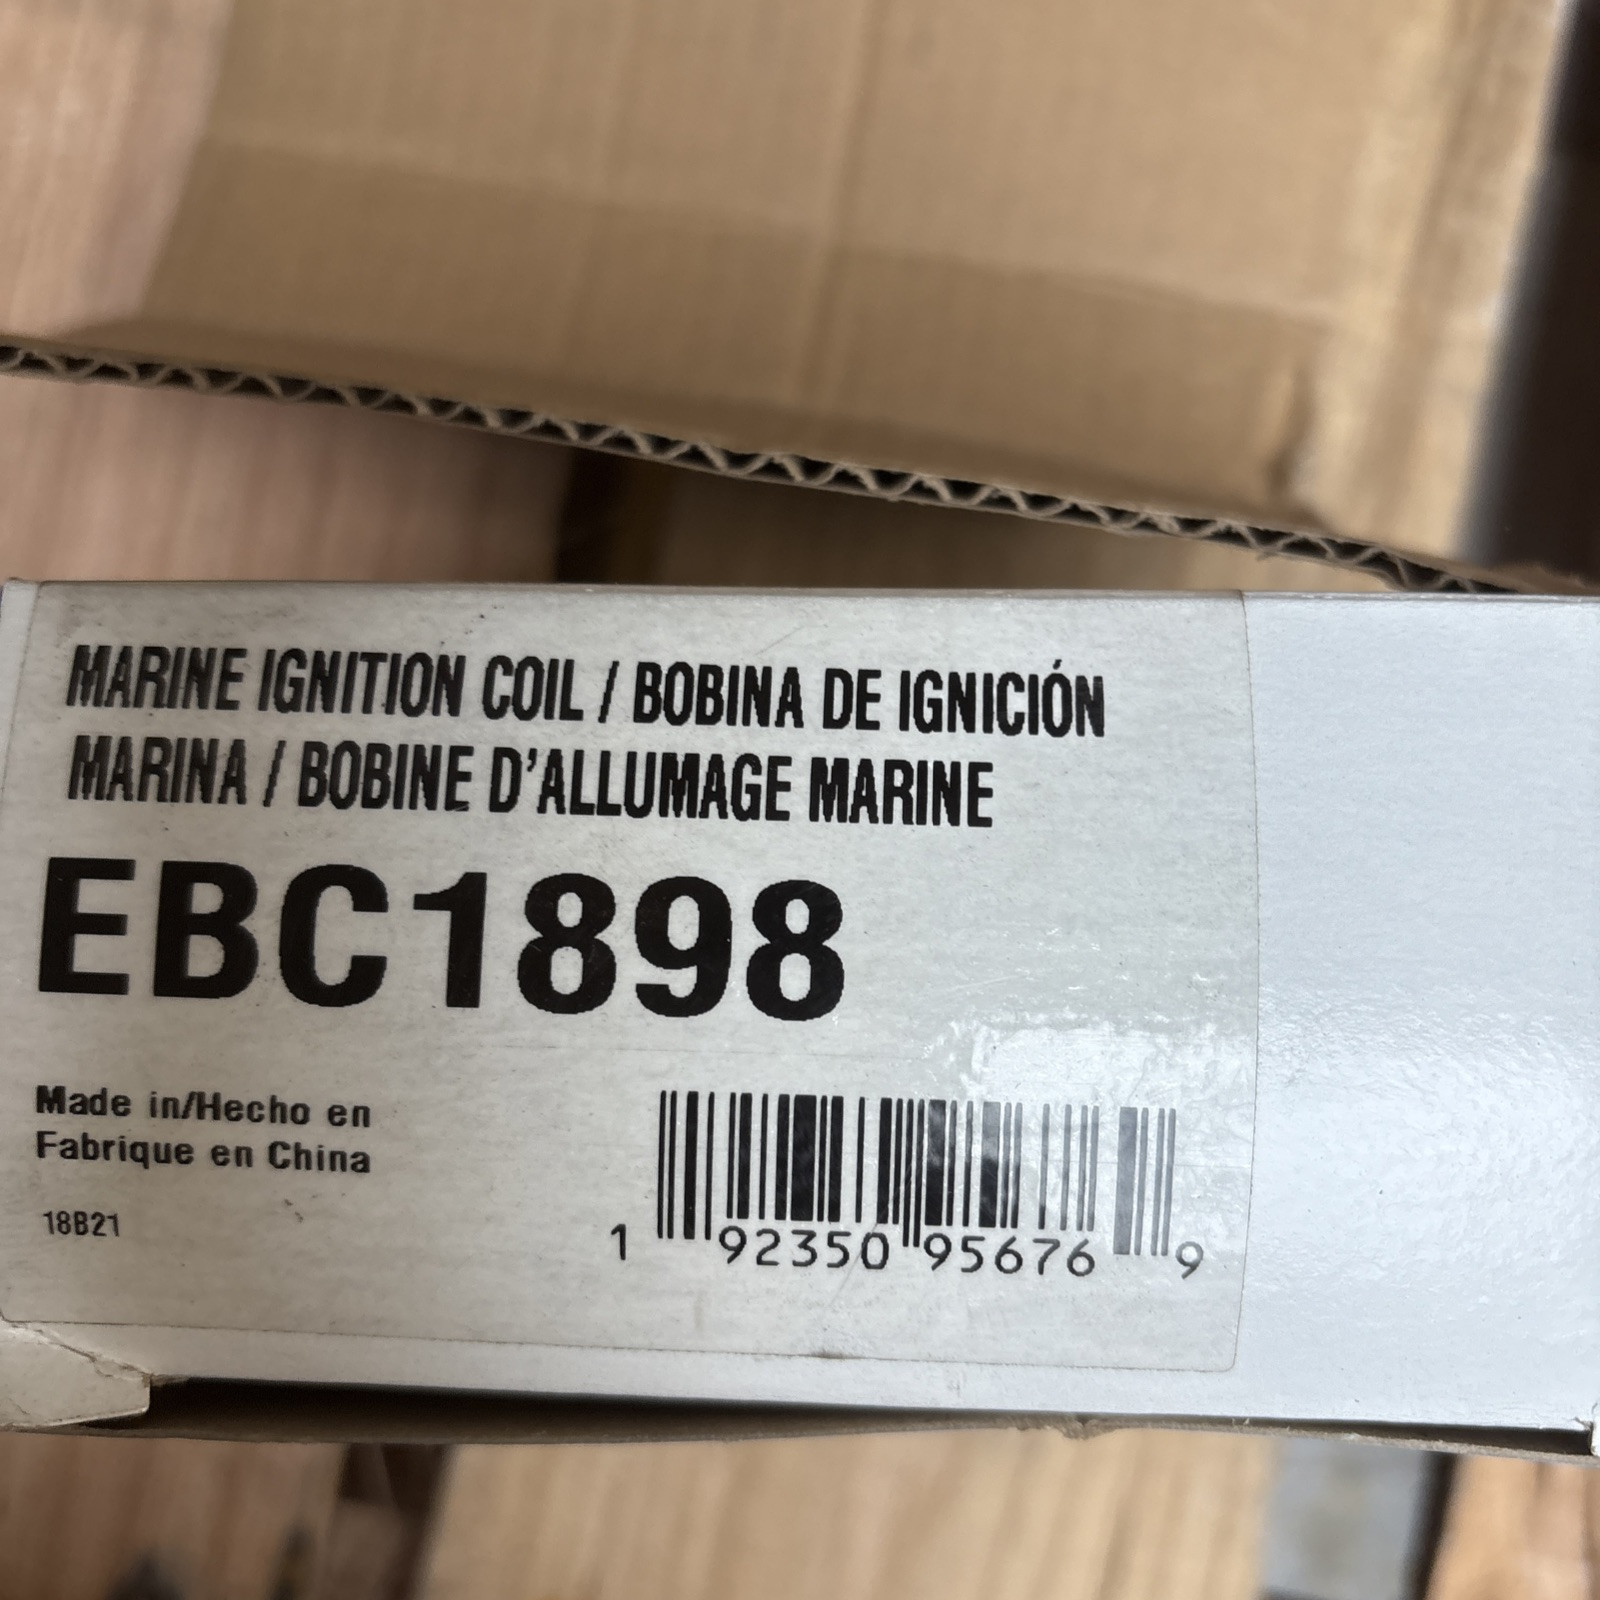 MARINE IGNITION COIL / BOBINA DE IGNICIÓN
MARINA / BOBINE D'ALLUMAGE MARINE
EBC1898
Made in/Hecho en
Fabrique en China
18B21
1 92350 95676 9